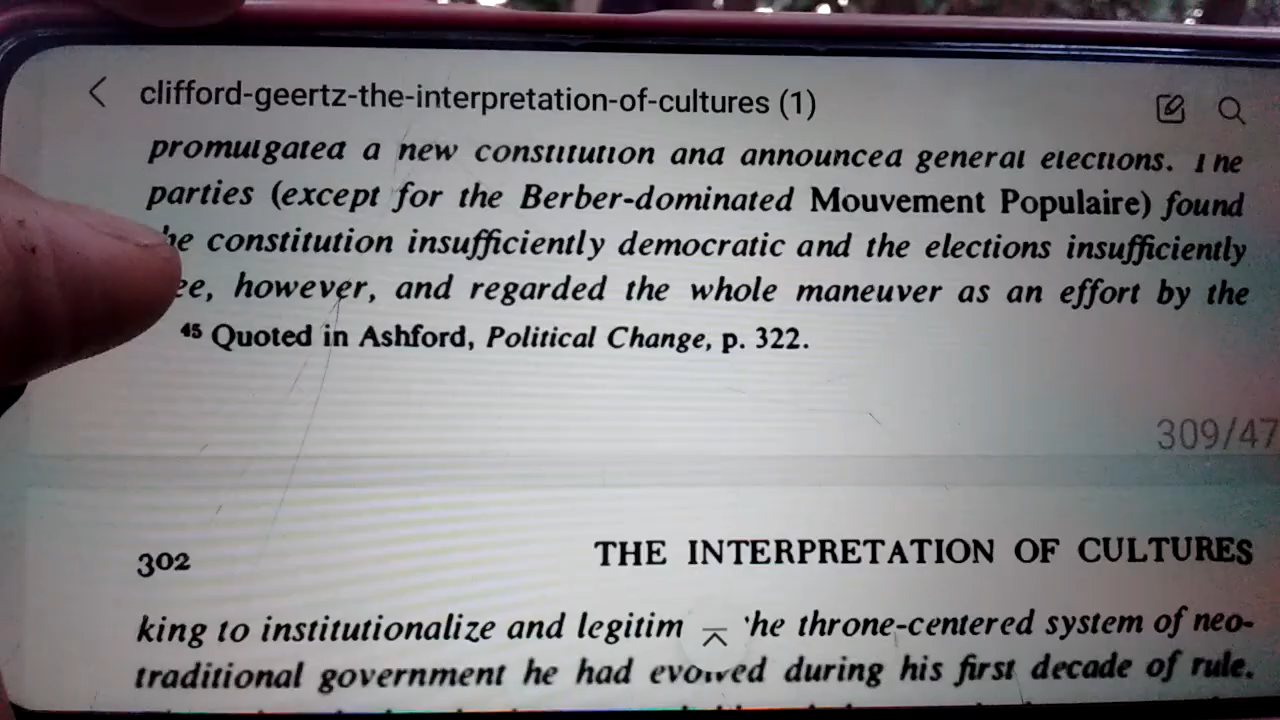 clifford-geertz-the-interpretation-of-cultures (1)
promulgated a new constitution and announced general elections. The
parties (except for the Berber-dominated Mouvement Populaire) found
he constitution insufficiently democratic and the elections insufficiently
ee, however, and regarded the whole maneuver as an effort by the
45 Quoted in Ashford, Political Change, p. 322.
309/47
302 THE INTERPRETATION OF CULTURES
king to institutionalize and legitim he throne-centered system of neo-
traditional government he had evolved during his first decade of rule.